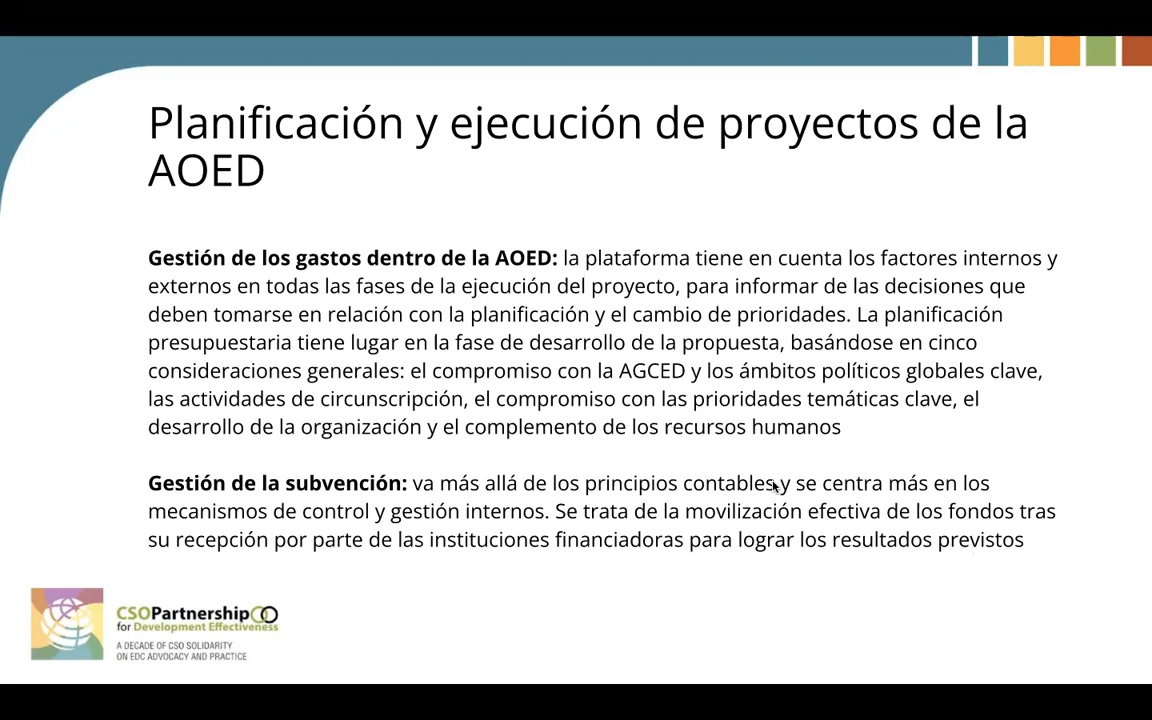 Planificación y ejecución de proyectos de la
AOED
Gestión de los gastos dentro de la AOED: la plataforma tiene en cuenta los factores internos y
externos en todas las fases de la ejecución del proyecto, para informar de las decisiones que
deben tomarse en relación con la planificación y el cambio de prioridades. La planificación
presupuestaria tiene lugar en la fase de desarrollo de la propuesta, basándose en cinco
consideraciones generales: el compromiso con la AGCED y los ámbitos políticos globales clave,
las actividades de circunscripción, el compromiso con las prioridades temáticas clave, el
desarrollo de la organización y el complemento de los recursos humanos
Gestión de la subvención: va más allá de los principios contables y se centra más en los
mecanismos de control y gestión internos. Se trata de la movilización efectiva de los fondos tras
su recepción por parte de las instituciones financiadoras para lograr los resultados previstos
CSOPartnership
for Development Effectiveness
A DECADE OF CSO SOLIDARITY
ON EDC ADVOCACY AND PRACTICE